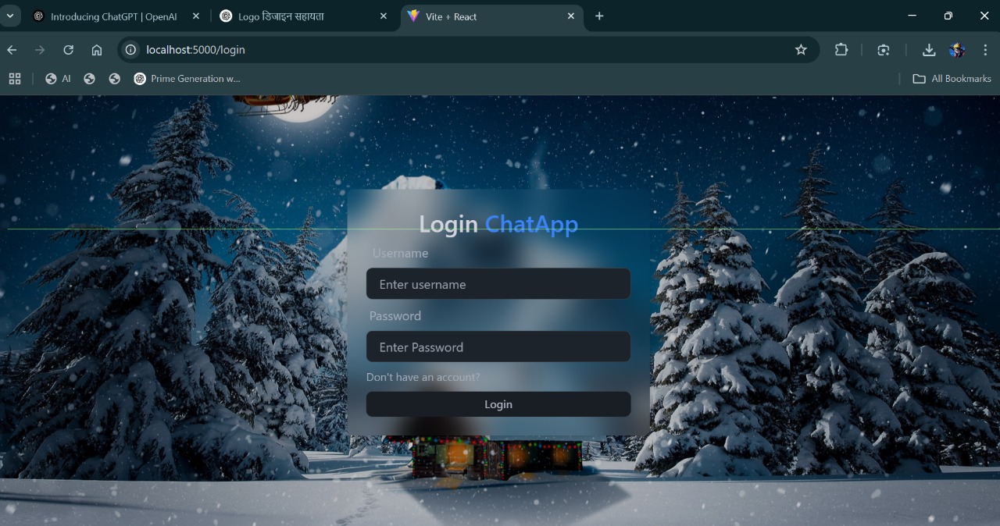 Introducing ChatGPT | OpenAI
Logo डिजाइन सहायता
Vite + React
localhost:5000/login
AI
Prime Generation w...
All Bookmarks
Login ChatApp
Username
Enter username
Password
Enter Password
Don't have an account?
Login